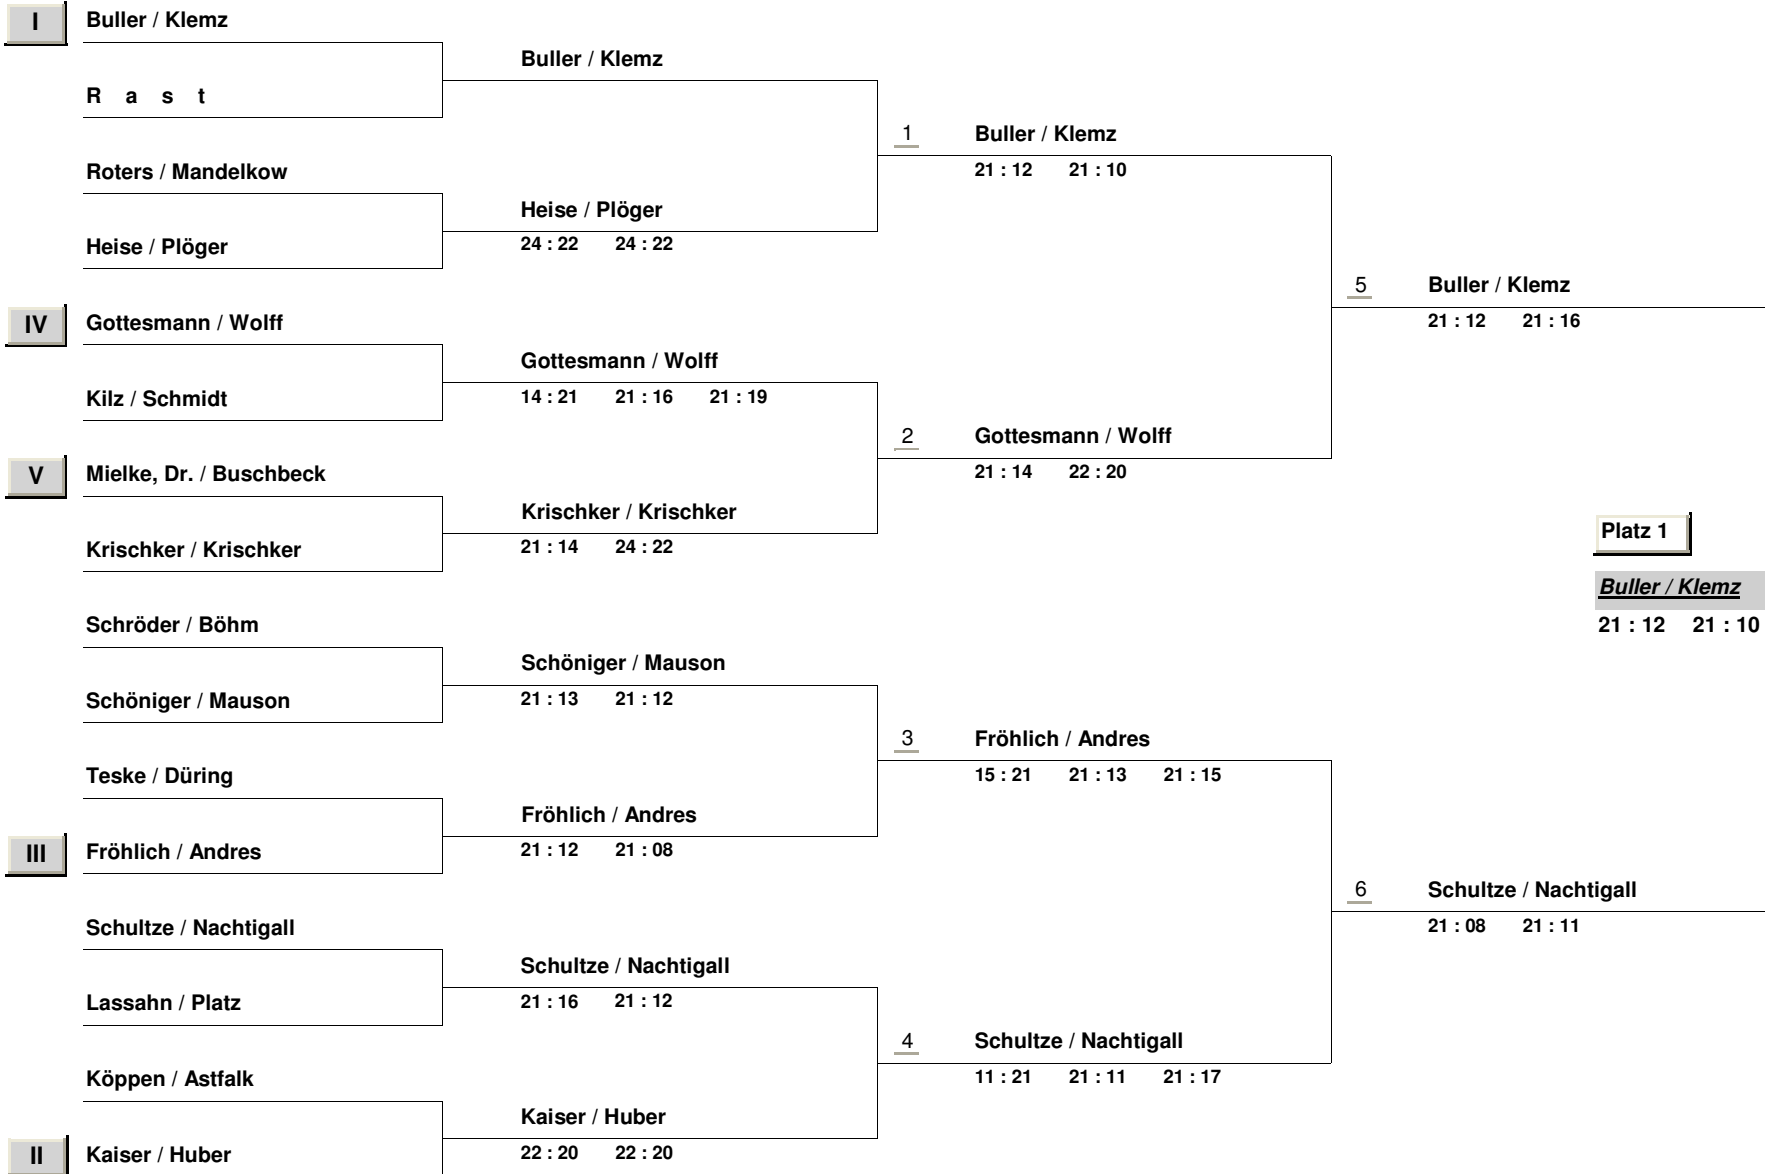 I Buller / Klemz
Buller / Klemz
R a s t
1 Buller / Klemz
21 : 12 21 : 10
Roters / Mandelkow
Heise / Plöger
24 : 22 24 : 22
Heise / Plöger
5 Buller / Klemz
21 : 12 21 : 16
IV Gottesmann / Wolff
Gottesmann / Wolff
14 : 21 21 : 16 21 : 19
Kilz / Schmidt
2 Gottesmann / Wolff
21 : 14 22 : 20
V Mielke, Dr. / Buschbeck
Krischker / Krischker
21 : 14 24 : 22
Krischker / Krischker
Platz 1
Buller / Klemz
21 : 12 21 : 10
Schröder / Böhm
Schöniger / Mauson
21 : 13 21 : 12
Schöniger / Mauson
3 Fröhlich / Andres
15 : 21 21 : 13 21 : 15
Teske / Düring
Fröhlich / Andres
21 : 12 21 : 08
III Fröhlich / Andres
6 Schultze / Nachtigall
21 : 08 21 : 11
Schultze / Nachtigall
Schultze / Nachtigall
21 : 16 21 : 12
Lassahn / Platz
4 Schultze / Nachtigall
11 : 21 21 : 11 21 : 17
Köppen / Astfalk
Kaiser / Huber
22 : 20 22 : 20
II Kaiser / Huber